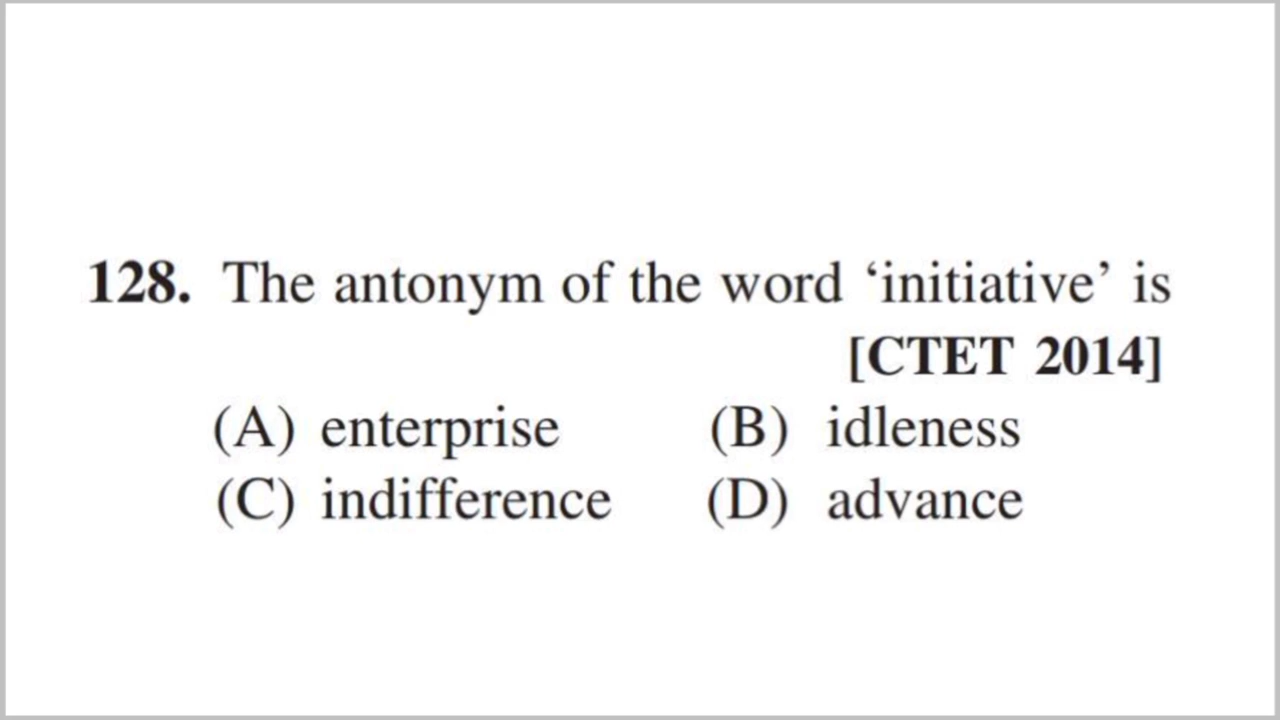 128. The antonym of the word ‘initiative’ is
[CTET 2014]
(A) enterprise (B) idleness
(C) indifference (D) advance